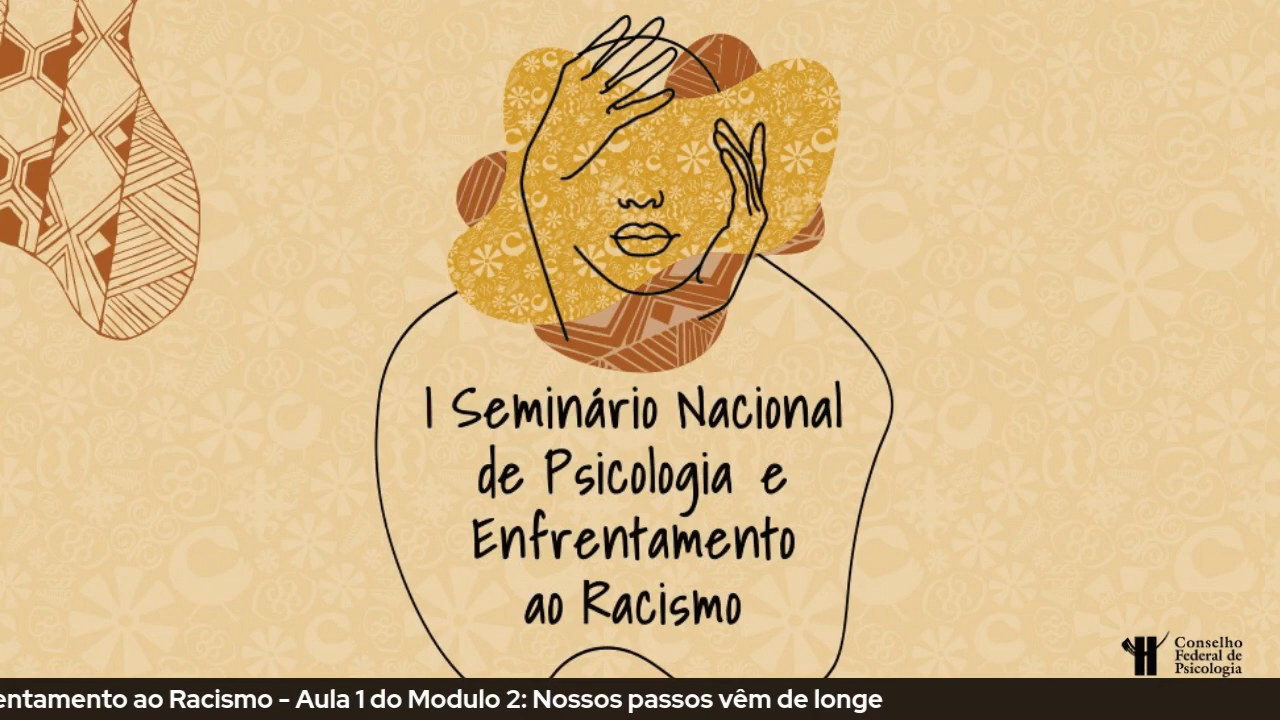 I Seminário Nacional
de Psicologia e
Enfrentamento
ao Racismo
Conselho
Federal de
Psicologia
entamento ao Racismo - Aula 1 do Modulo 2: Nossos passos vêm de longe